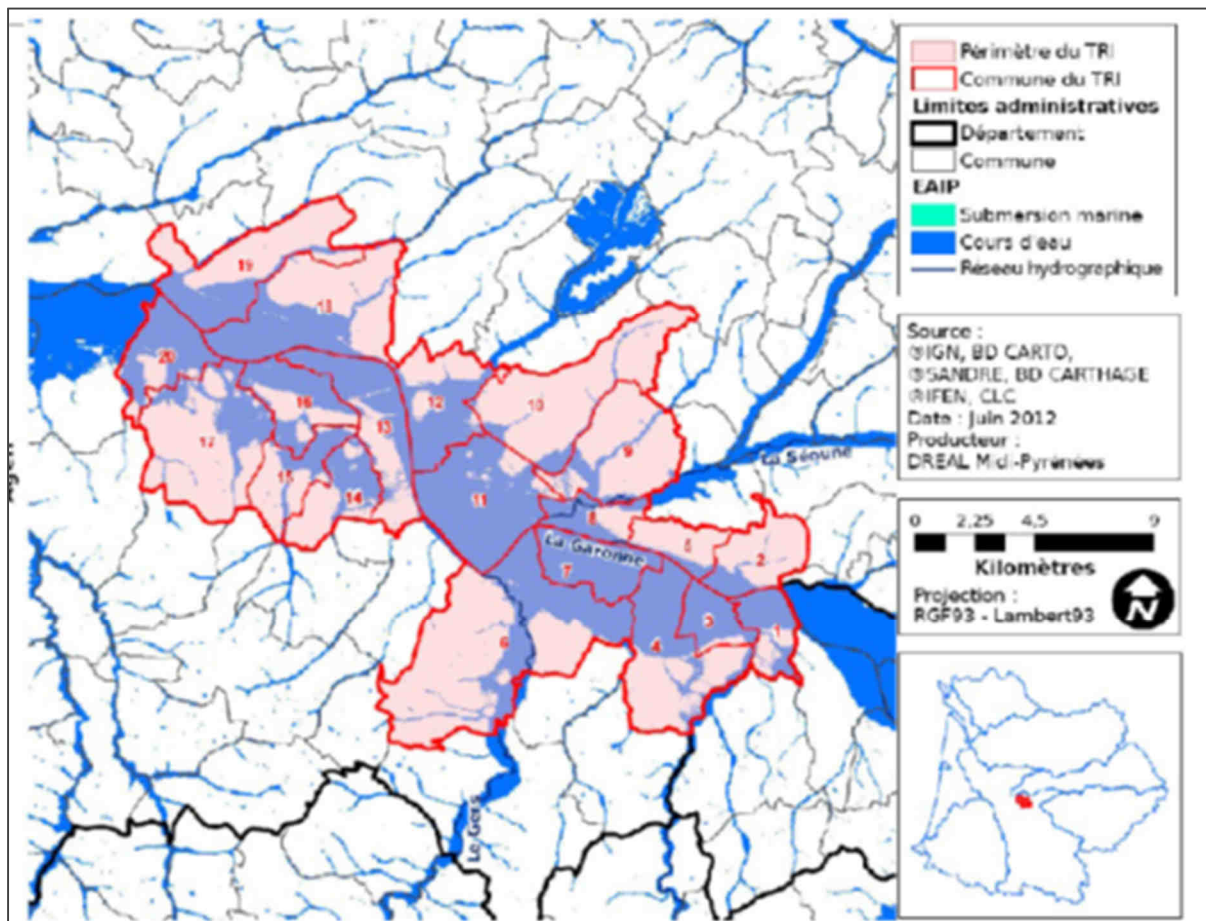 Périmètre du TRI
Commune du TRI
Limites administratives
Département
Commune
EAIP
Submersion marine
Cours d'eau
Réseau hydrographique
Source :
®IGN, BD CARTO,
®SANDRE, BD CARTHAGE
®IFEN, CLC
Date : Juin 2012
Producteur :
DREAL Midi-Pyrénées
0 2,25 4,5 9
Kilomètres
Projection :
RGF93 - Lambert93
N
Agen
19
18
20
16
12
10
13
17
9
15
14
11
La Séoune
8
La Garonne
5
2
7
3
1
6
4
Le Gers